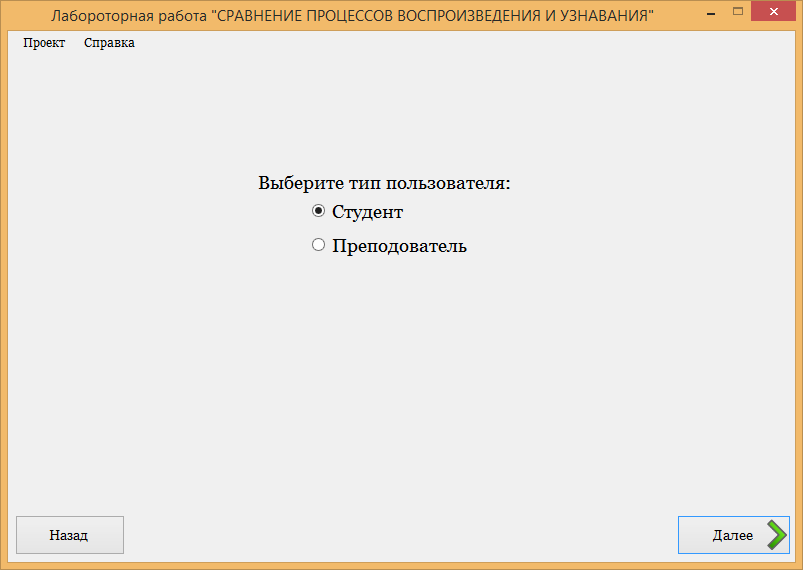 Лабороторная работа "СРАВНЕНИЕ ПРОЦЕССОВ ВОСПРОИЗВЕДЕНИЯ И УЗНАВАНИЯ"
Проект Справка
Выберите тип пользователя:
Студент
Преподователь
Назад Далее